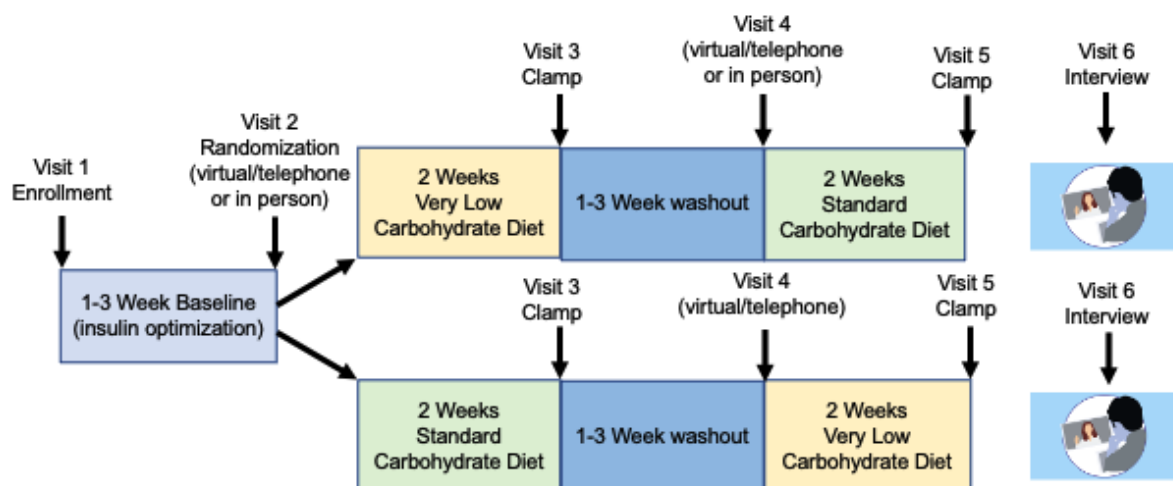 Visit 1
Enrollment
Visit 2
Randomization
(virtual/telephone
or in person)
Visit 3
Clamp
Visit 4
(virtual/telephone
or in person)
Visit 5
Clamp
Visit 6
Interview
1-3 Week Baseline
(insulin optimization)
2 Weeks
Very Low
Carbohydrate Diet
1-3 Week washout
2 Weeks
Standard
Carbohydrate Diet
Visit 3
Clamp
Visit 4
(virtual/telephone)
Visit 5
Clamp
Visit 6
Interview
2 Weeks
Standard
Carbohydrate Diet
1-3 Week washout
2 Weeks
Very Low
Carbohydrate Diet